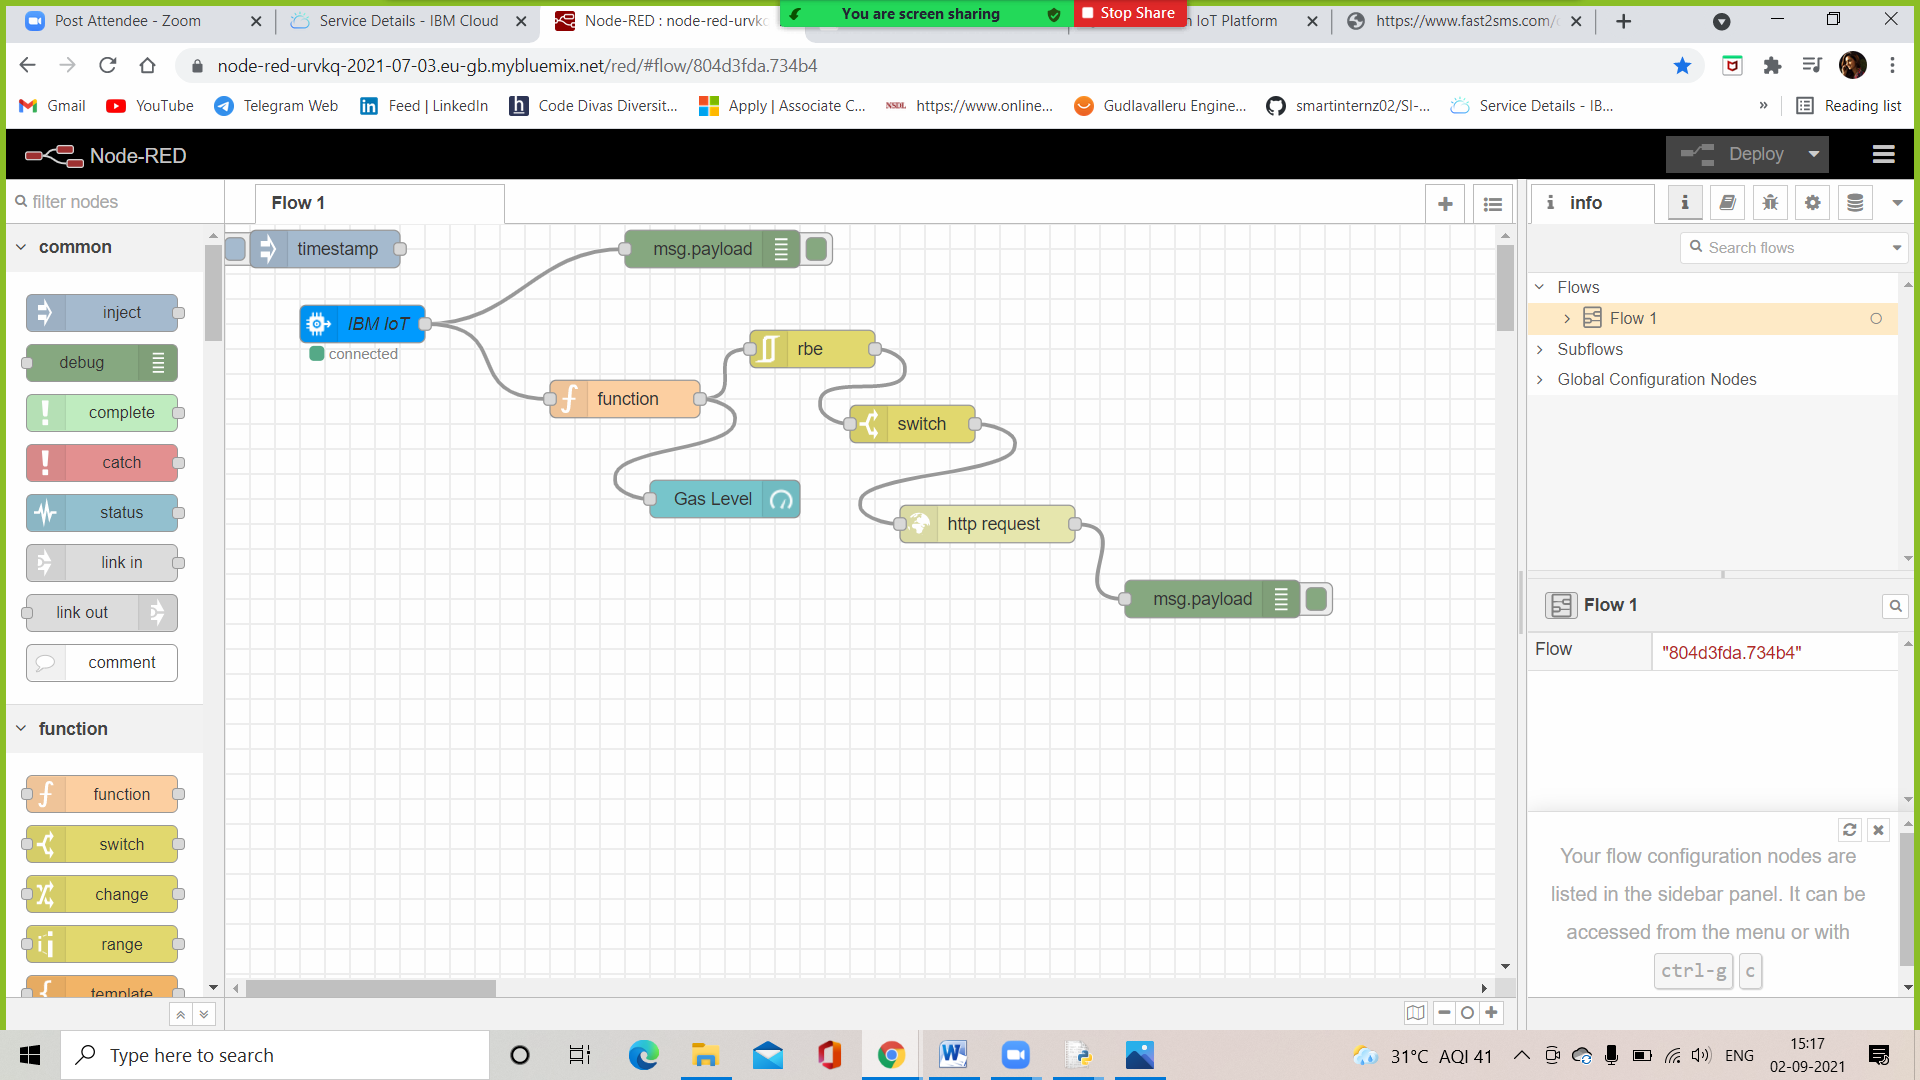 Post Attendee - Zoom
Service Details - IBM Cloud
Node-RED : node-red-urvkq
You are screen sharing
Stop Share
IoT Platform
https://www.fast2sms.com/
node-red-urvkq-2021-07-03.eu-gb.mybluemix.net/red/#flow/804d3fda.734b4
Gmail
YouTube
Telegram Web
Feed | LinkedIn
Code Divas Diversit...
Apply | Associate C...
NSDL
https://www.online...
Gudlavalleru Engine...
smartinternz02/SI-...
Service Details - IB...
»
Reading list
Node-RED
Deploy
filter nodes
Flow 1
info
common
timestamp
msg.payload
Search flows
inject
IBM IoT
connected
debug
rbe
complete
function
switch
catch
Gas Level
status
http request
link in
link out
msg.payload
comment
Flows
Flow 1
Subflows
Global Configuration Nodes
Flow 1
Flow
"804d3fda.734b4"
function
function
switch
change
range
template
Your flow configuration nodes are
listed in the sidebar panel. It can be
accessed from the menu or with
ctrl-g c
Type here to search
31°C AQI 41
ENG
15:17
02-09-2021